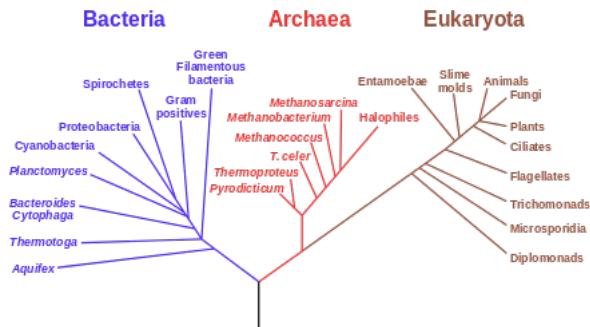 Bacteria
Archaea
Eukaryota
Green
Filamentous
bacteria
Spirochetes
Gram
positives
Proteobacteria
Cyanobacteria
Planctomyces
Bacteroides
Cytophaga
Thermotoga
Aquifex
Methanosarcina
Methanobacterium
Halophiles
Methanococcus
T. celer
Thermoproteus
Pyrodicticum
Entamoebae
Slime
molds
Animals
Fungi
Plants
Ciliates
Flagellates
Trichomonads
Microsporidia
Diplomonads